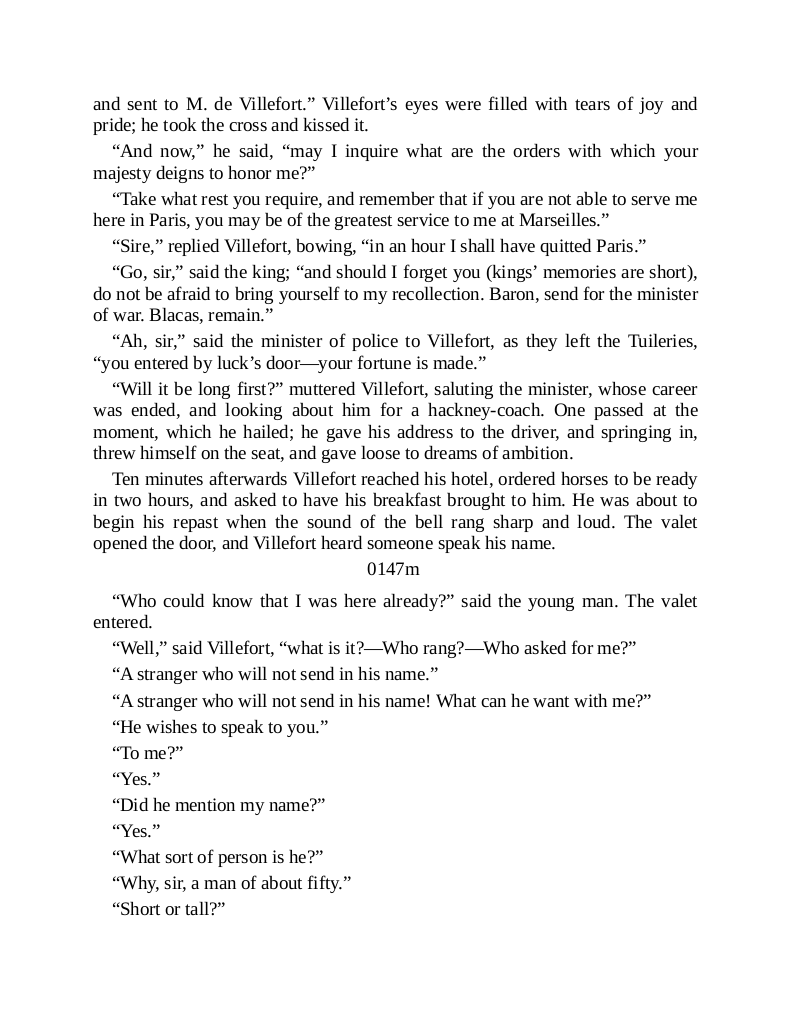 and sent to M. de Villefort.” Villefort’s eyes were filled with tears of joy and
pride; he took the cross and kissed it.
“And now,” he said, “may I inquire what are the orders with which your
majesty deigns to honor me?”
“Take what rest you require, and remember that if you are not able to serve me
here in Paris, you may be of the greatest service to me at Marseilles.”
“Sire,” replied Villefort, bowing, “in an hour I shall have quitted Paris.”
“Go, sir,” said the king; “and should I forget you (kings’ memories are short),
do not be afraid to bring yourself to my recollection. Baron, send for the minister
of war. Blacas, remain.”
“Ah, sir,” said the minister of police to Villefort, as they left the Tuileries,
“you entered by luck’s door—your fortune is made.”
“Will it be long first?” muttered Villefort, saluting the minister, whose career
was ended, and looking about him for a hackney-coach. One passed at the
moment, which he hailed; he gave his address to the driver, and springing in,
threw himself on the seat, and gave loose to dreams of ambition.
Ten minutes afterwards Villefort reached his hotel, ordered horses to be ready
in two hours, and asked to have his breakfast brought to him. He was about to
begin his repast when the sound of the bell rang sharp and loud. The valet
opened the door, and Villefort heard someone speak his name.
0147m
“Who could know that I was here already?” said the young man. The valet
entered.
“Well,” said Villefort, “what is it?—Who rang?—Who asked for me?”
“A stranger who will not send in his name.”
“A stranger who will not send in his name! What can he want with me?”
“He wishes to speak to you.”
“To me?”
“Yes.”
“Did he mention my name?”
“Yes.”
“What sort of person is he?”
“Why, sir, a man of about fifty.”
“Short or tall?”